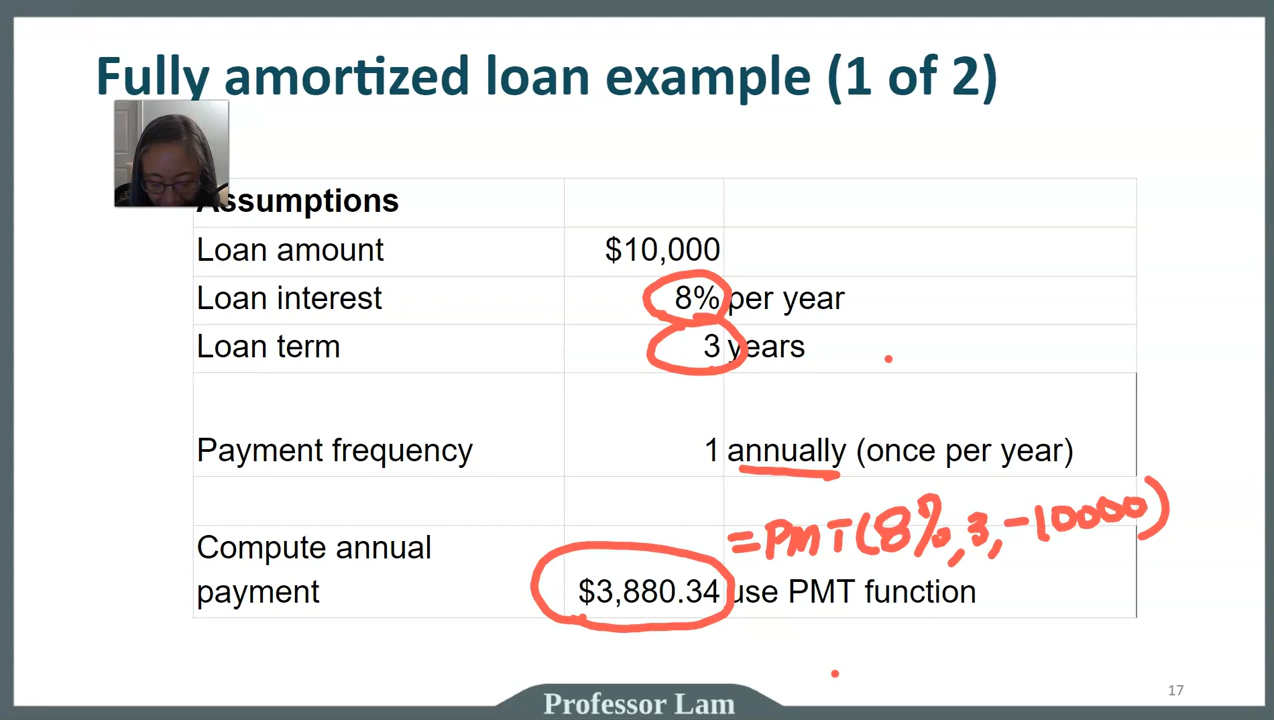 Fully amortized loan example (1 of 2)
Assumptions
Loan amount $10,000
Loan interest 8% per year
Loan term 3 years
Payment frequency 1 annually (once per year)
=PMT(8%,3,-10000)
Compute annual
payment $3,880.34 use PMT function
17
Professor Lam